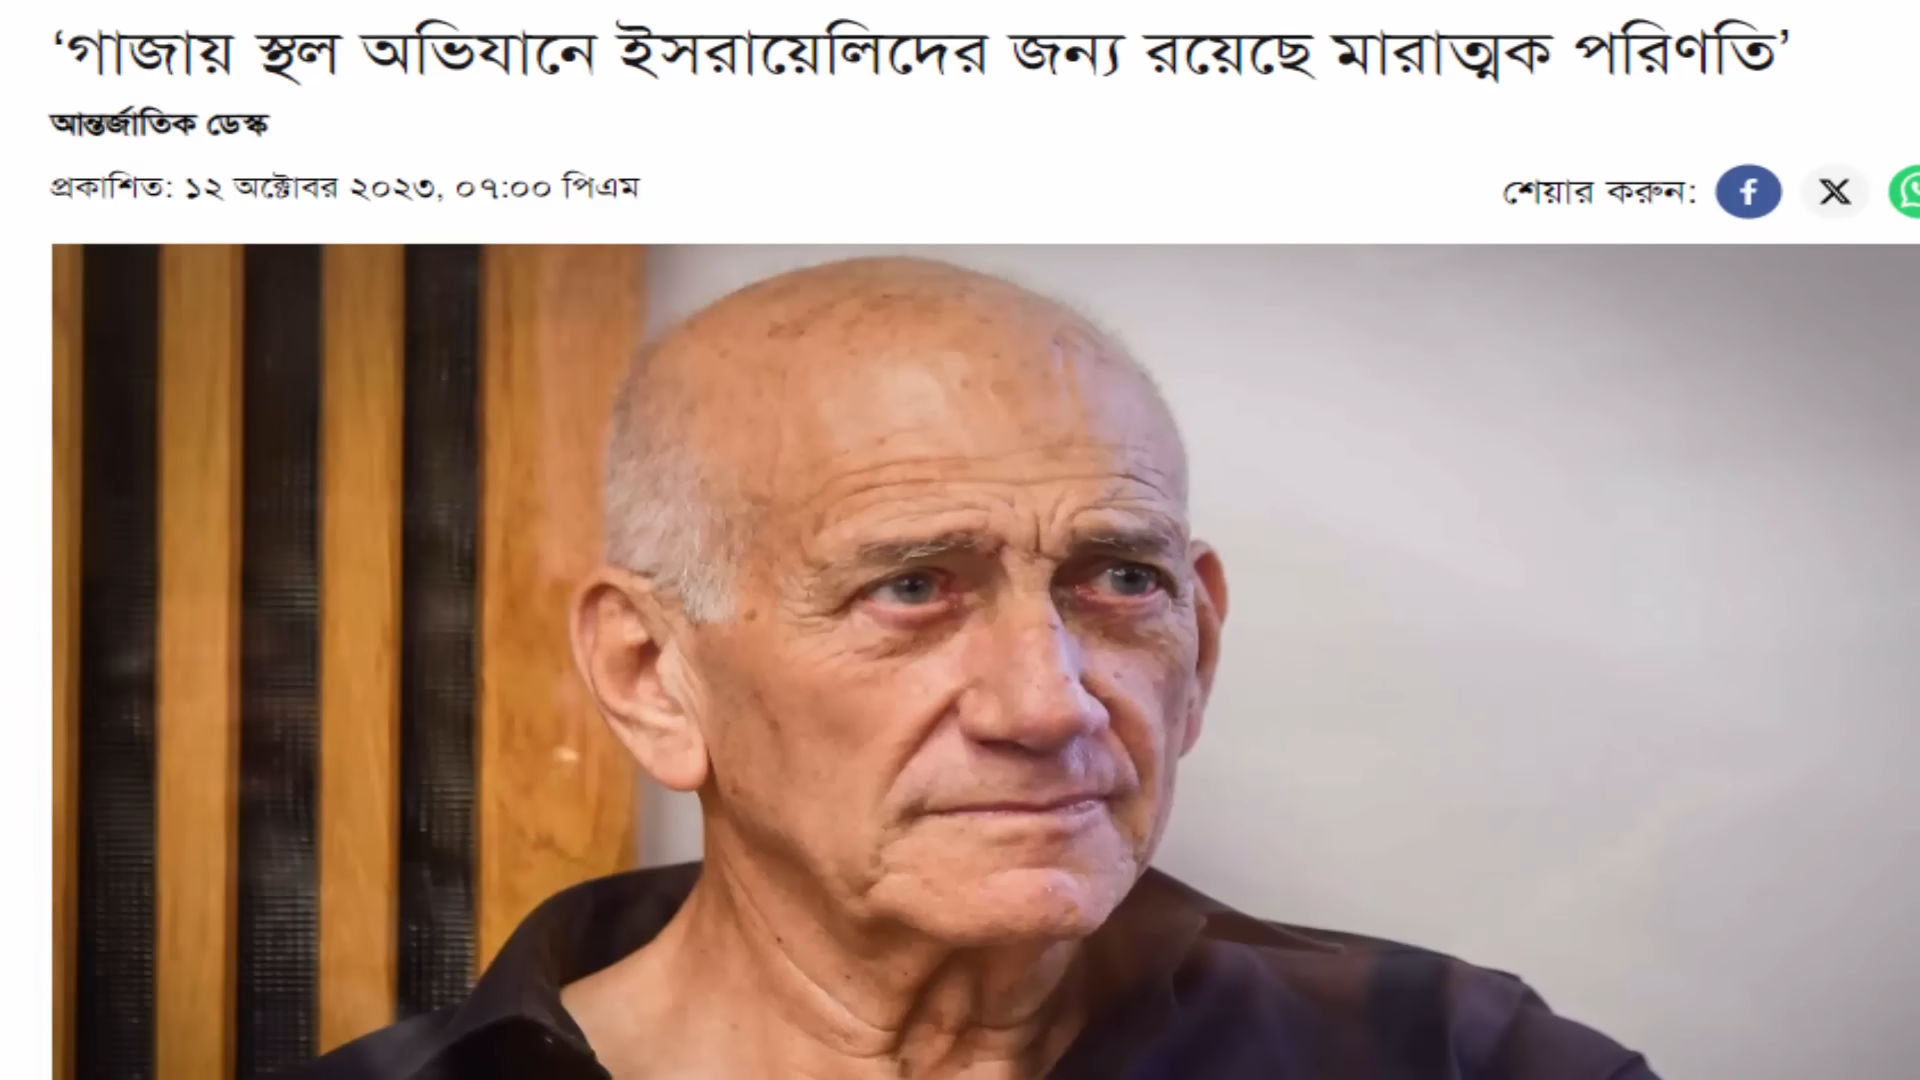 ‘গাজায় স্থল অভিযানে ইসরায়েলিদের জন্য রয়েছে মারাত্মক পরিণতি’
আন্তর্জাতিক ডেস্ক
প্রকাশিত: ১২ অক্টোবর ২০২৩, ০৭:০০ পিএম
শেয়ার করুন: